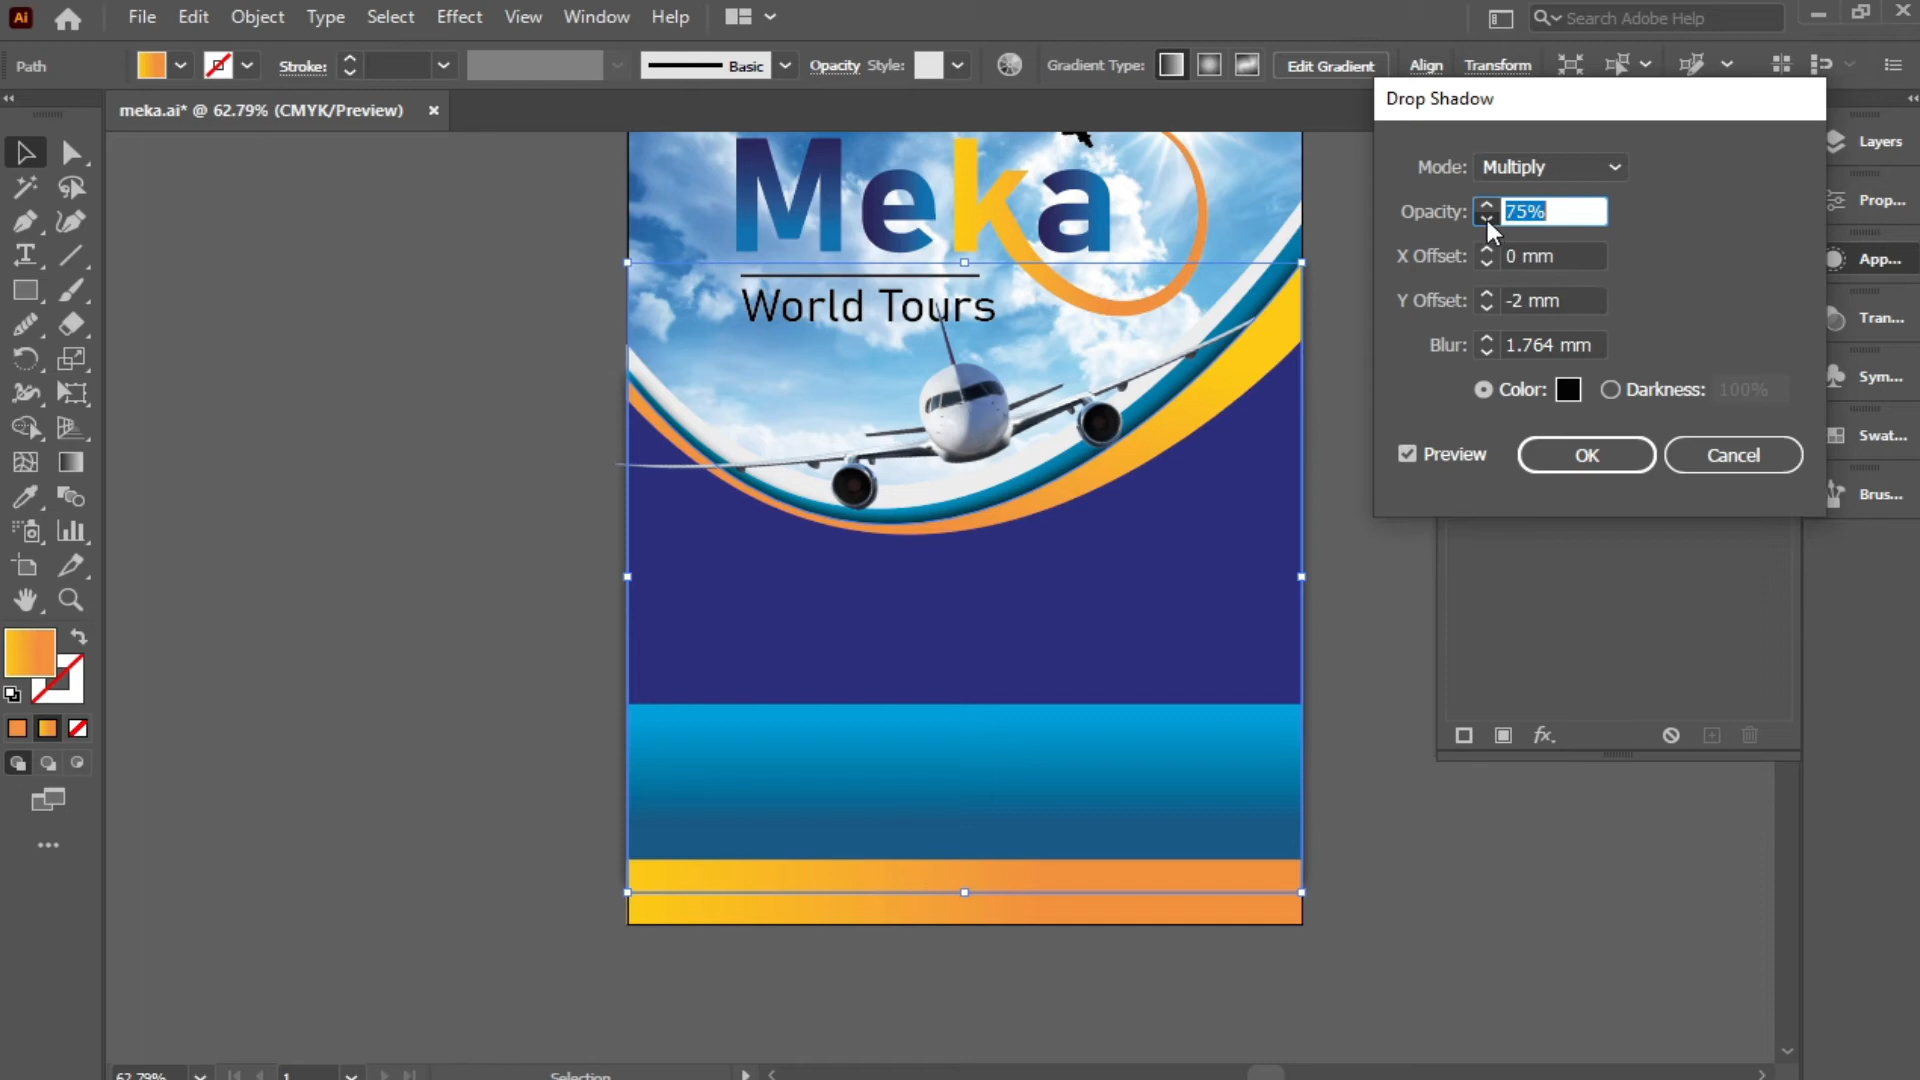 Ai File Edit Object Type Select Effect View Window Help Search Adobe Help
Path Stroke: Basic Opacity Style: Gradient Type: Edit Gradient Align Transform
meka.ai* @ 62.79% (CMYK/Preview)
Drop Shadow
Mode: Multiply
Opacity: 75%
X Offset: 0 mm
Y Offset: -2 mm
Blur: 1.764 mm
Color: Darkness: 100%
Preview OK Cancel
Layers
Prop...
App...
Tran...
Sym...
Swat...
Brus...
Meka
World Tours
fx.
62.79% 1 Selection